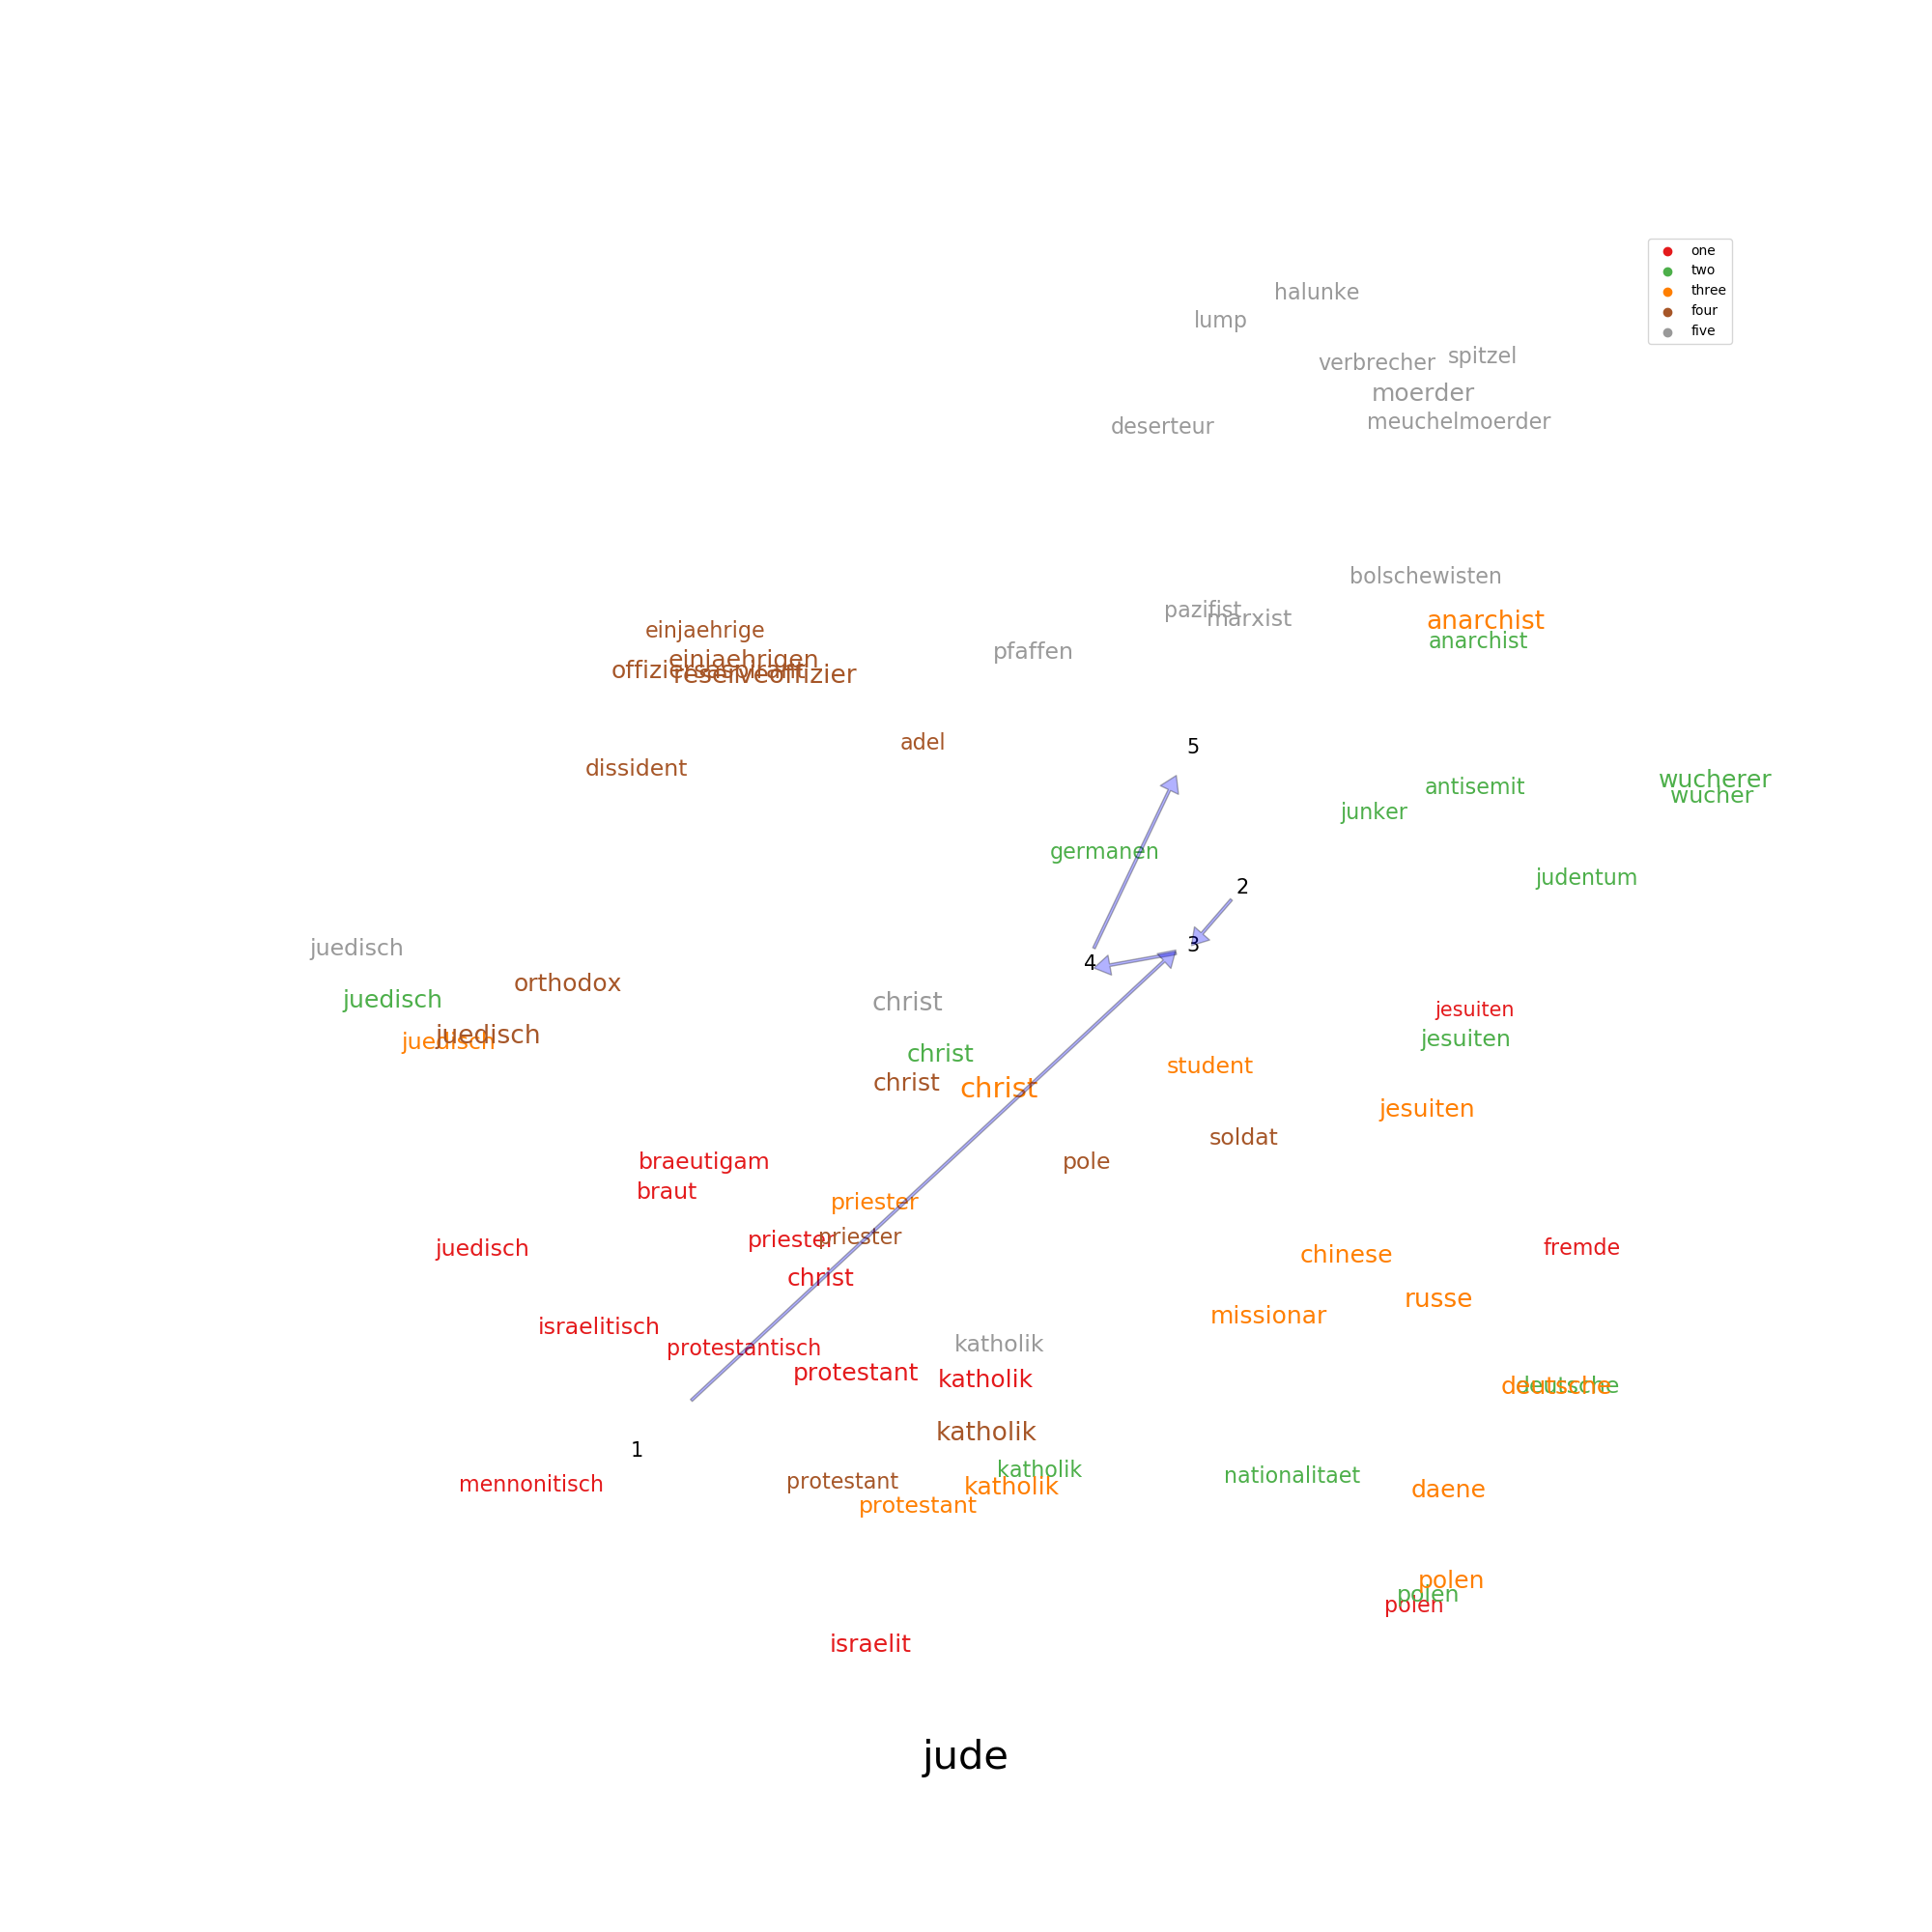 one
two
three
four
five
halunke
lump
verbrecher
spitzel
moerder
meuchelmoerder
deserteur
bolschewisten
pazifist
marxist
anarchist
anarchist
einjaehrige
pfaffen
einjaehrigen
offiziersaspirant
reserveoffizier
adel
5
dissident
wucherer
antisemit
wucher
junker
germanen
judentum
2
juedisch
3
4
orthodox
juedisch
christ
jesuiten
juedisch
juedisch
jesuiten
christ
student
christ
christ
jesuiten
soldat
braeutigam
pole
braut
priester
priester
priester
juedisch
chinese
fremde
christ
russe
missionar
israelitisch
protestantisch
katholik
protestant
katholik
deutsche
deutsche
katholik
1
katholik
nationalitaet
mennonitisch
protestant
katholik
daene
protestant
polen
polen
polen
israelit
jude